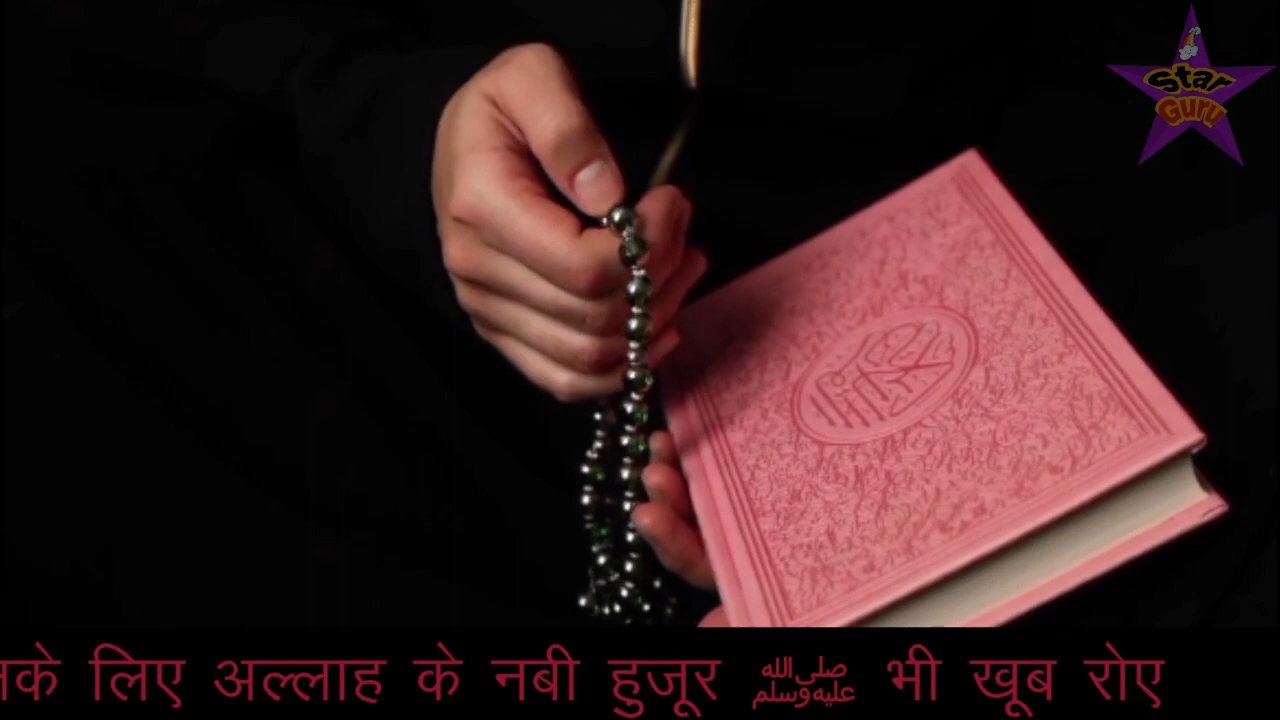 Star
Guru
के लिए अल्लाह के नबी हुजूर ﷺ भी खूब रोए